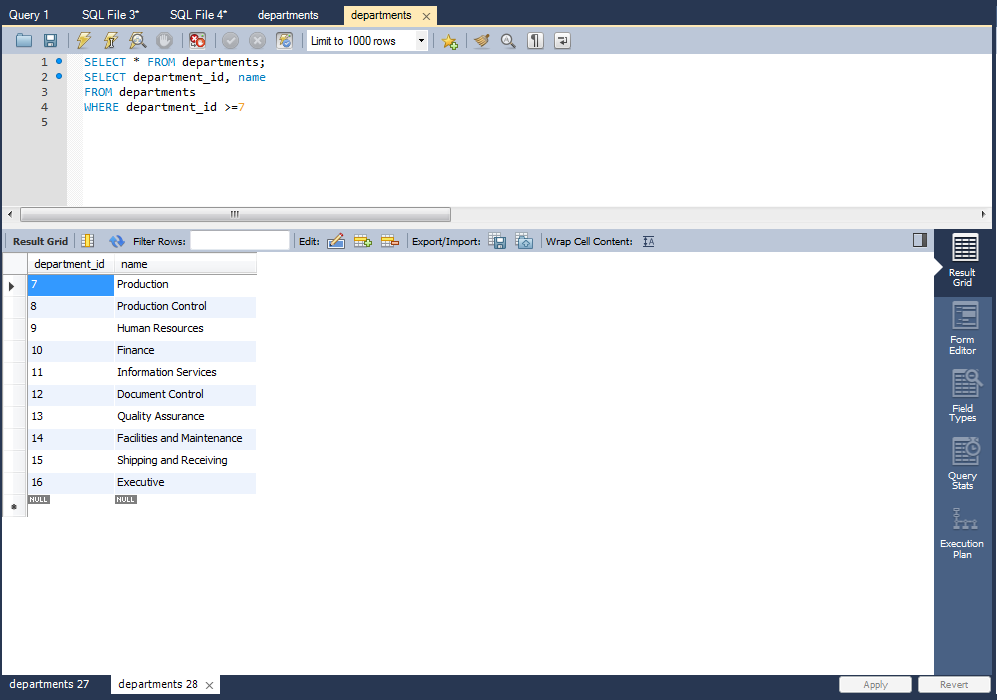 Query 1 SQL File 3* SQL File 4* departments departments
Limit to 1000 rows
1 SELECT * FROM departments;
2 SELECT department_id, name
3 FROM departments
4 WHERE department_id >=7
5
Result Grid Filter Rows: Edit: Export/Import: Wrap Cell Content: IA
department_id name
7 Production
8 Production Control
9 Human Resources
10 Finance
11 Information Services
12 Document Control
13 Quality Assurance
14 Facilities and Maintenance
15 Shipping and Receiving
16 Executive
NULL NULL
Result
Grid
Form
Editor
Field
Types
Query
Stats
Execution
Plan
departments 27 departments 28 Apply Revert